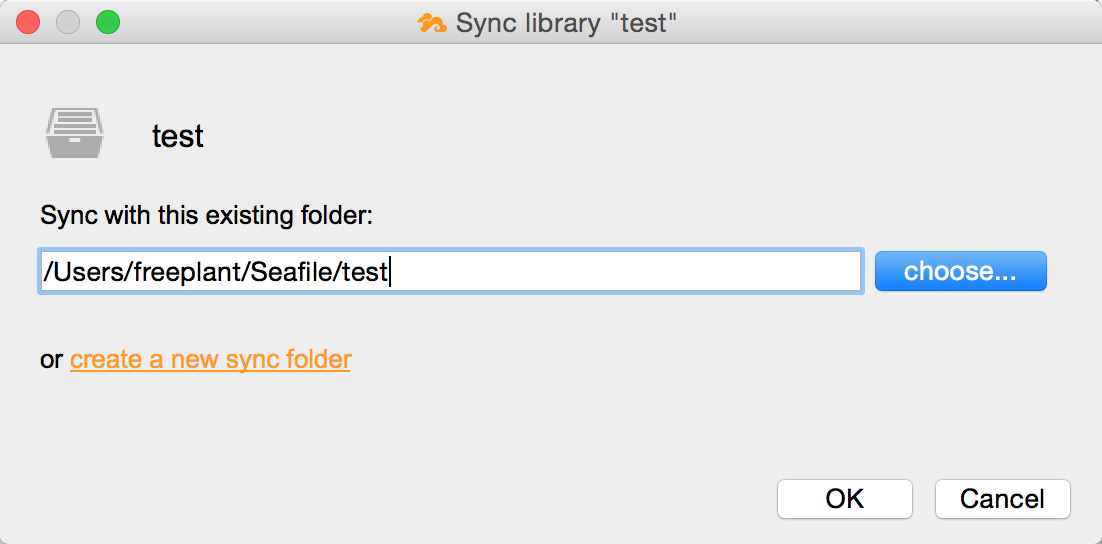 Sync library "test"
test
Sync with this existing folder:
/Users/freeplant/Seafile/test
choose...
or create a new sync folder
OK
Cancel